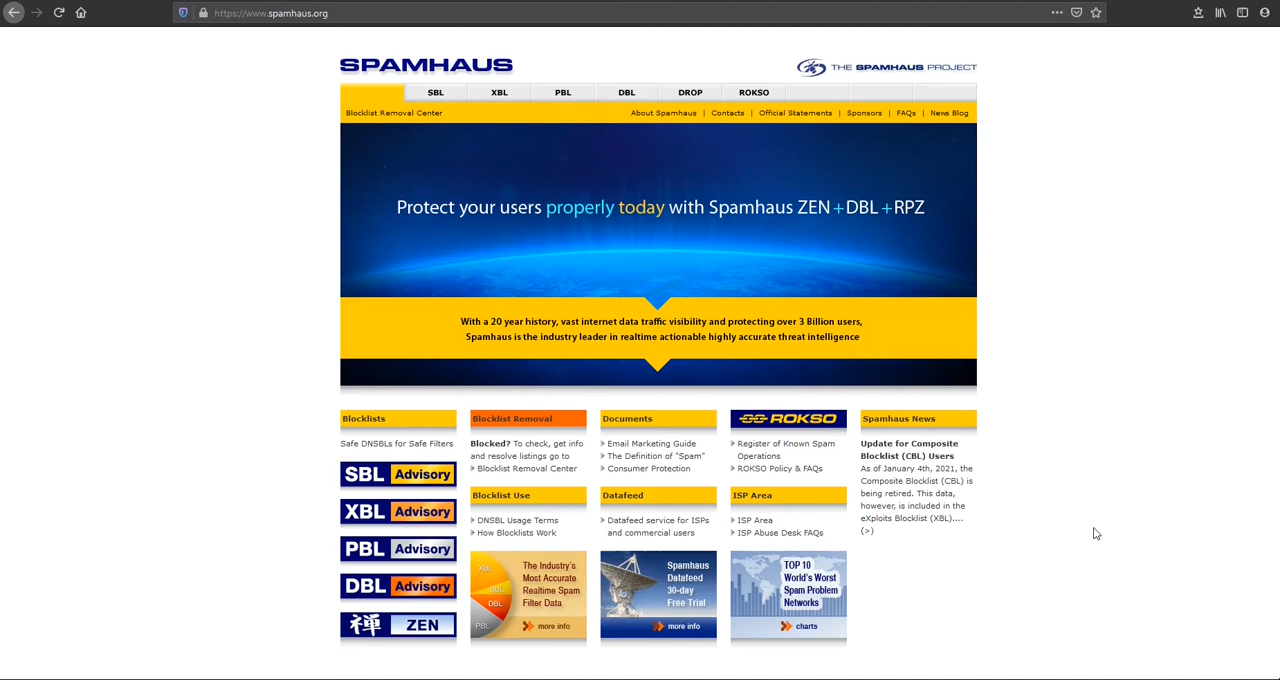 https://www.spamhaus.org
SPAMHAUS
THE SPAMHAUS PROJECT
SBL
XBL
PBL
DBL
DROP
ROKSO
Blocklist Removal Center
About Spamhaus | Contacts | Official Statements | Sponsors | FAQs | News Blog
Protect your users properly today with Spamhaus ZEN+DBL+RPZ
With a 20 year history, vast internet data traffic visibility and protecting over 3 Billion users,
Spamhaus is the industry leader in realtime actionable highly accurate threat intelligence
Blocklists
Safe DNSBLs for Safe Filters
SBL Advisory
XBL Advisory
PBL Advisory
DBL Advisory
禅 ZEN
Blocklist Removal
Blocked? To check, get info
and resolve listings go to
Blocklist Removal Center
Blocklist Use
DNSBL Usage Terms
How Blocklists Work
XBL
SBL
DBL
PBL
The Industry's
Most Accurate
Realtime Spam
Filter Data
more info
Documents
Email Marketing Guide
The Definition of "Spam"
Consumer Protection
Datafeed
Datafeed service for ISPs
and commercial users
Spamhaus
Datafeed
30-day
Free Trial
more info
ROKSO
Register of Known Spam
Operations
ROKSO Policy & FAQs
ISP Area
ISP Area
ISP Abuse Desk FAQs
TOP 10
World's Worst
Spam Problem
Networks
charts
Spamhaus News
Update for Composite
Blocklist (CBL) Users
As of January 4th, 2021, the
Composite Blocklist (CBL) is
being retired. This data,
however, is included in the
eXploits Blocklist (XBL)....
(>)